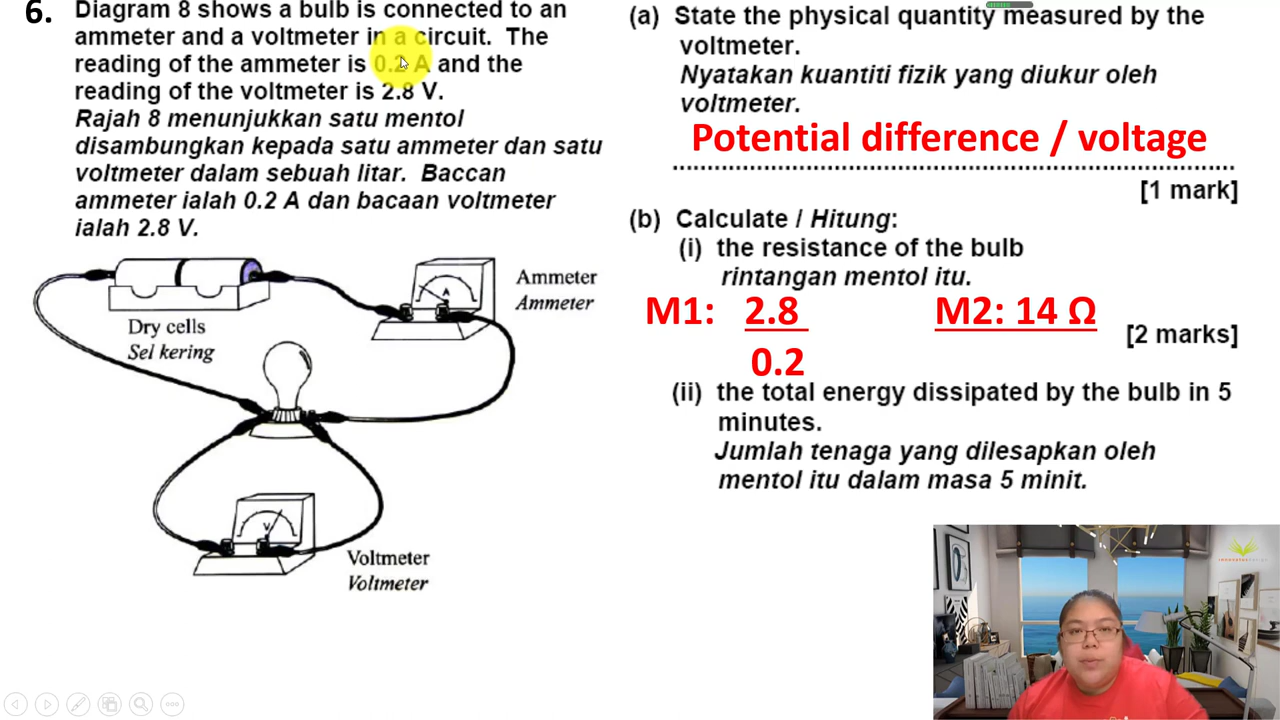 6.
Diagram 8 shows a bulb is connected to an
ammeter and a voltmeter in a circuit. The
reading of the ammeter is 0.2 A and the
reading of the voltmeter is 2.8 V.
Rajah 8 menunjukkan satu mentol
disambungkan kepada satu ammeter dan satu
voltmeter dalam sebuah litar. Baccan
ammeter ialah 0.2 A dan bacaan voltmeter
ialah 2.8 V.
Ammeter
Ammeter
Dry cells
Sel kering
A
V
Voltmeter
Voltmeter
(a) State the physical quantity measured by the
voltmeter.
Nyatakan kuantiti fizik yang diukur oleh
voltmeter.
Potential difference / voltage
[1 mark]
(b) Calculate / Hitung:
(i) the resistance of the bulb
rintangan mentol itu.
M1: 2.8 M2: 14 Ω
[2 marks]
0.2
(ii) the total energy dissipated by the bulb in 5
minutes.
Jumlah tenaga yang dilesapkan oleh
mentol itu dalam masa 5 minit.